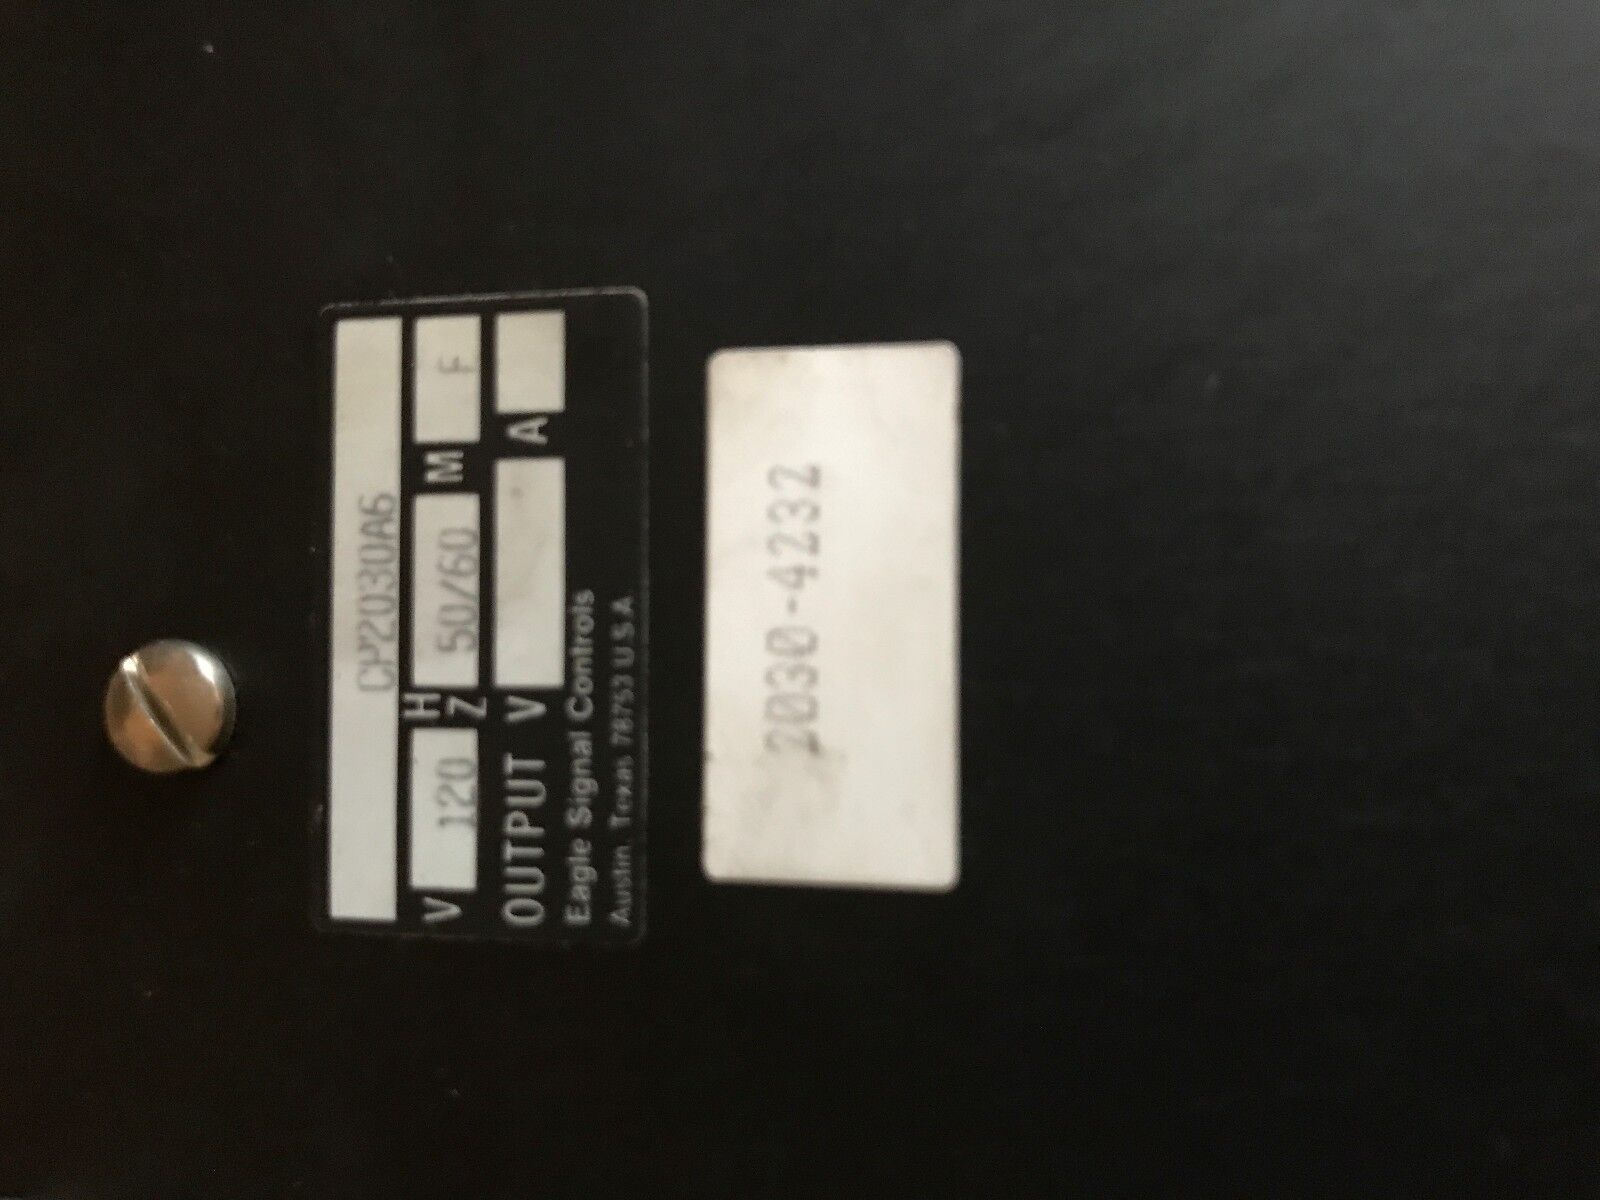 CP2030A6
V 120 HZ 50/60 M F
OUTPUT V A
Eagle Signal Controls
Austin, Texas 78753 U.S.A
2030-4232